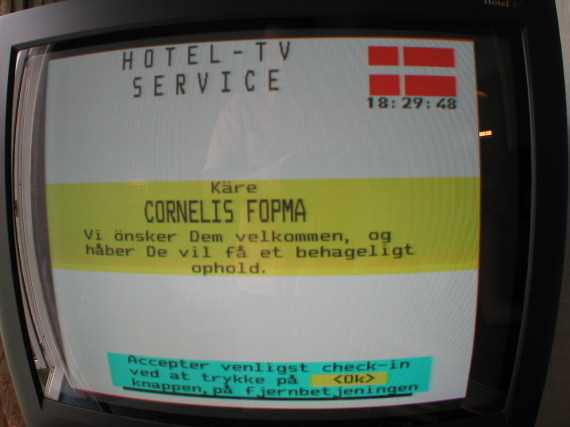 HOTEL-TV
SERVICE
18:29:48
Käre
CORNELIS FOPMA
Vi önsker Dem velkommen, og
håber De vil få et behageligt
ophold.
Accepter venligst check-in
ved at trykke på <Ok>
knappen på fjernbetjeningen